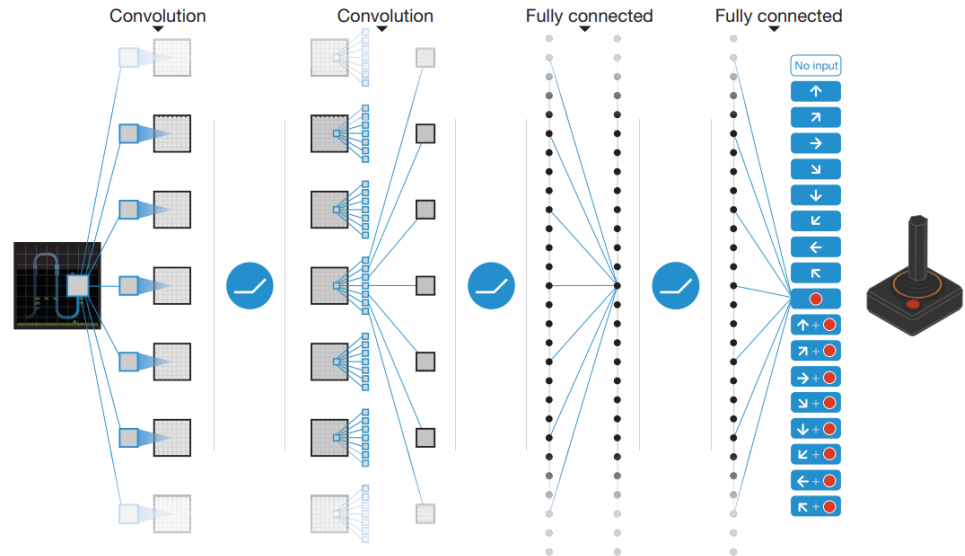 Convolution
Convolution
Fully connected
Fully connected
No input
+
+
+
+
+
+
+
+